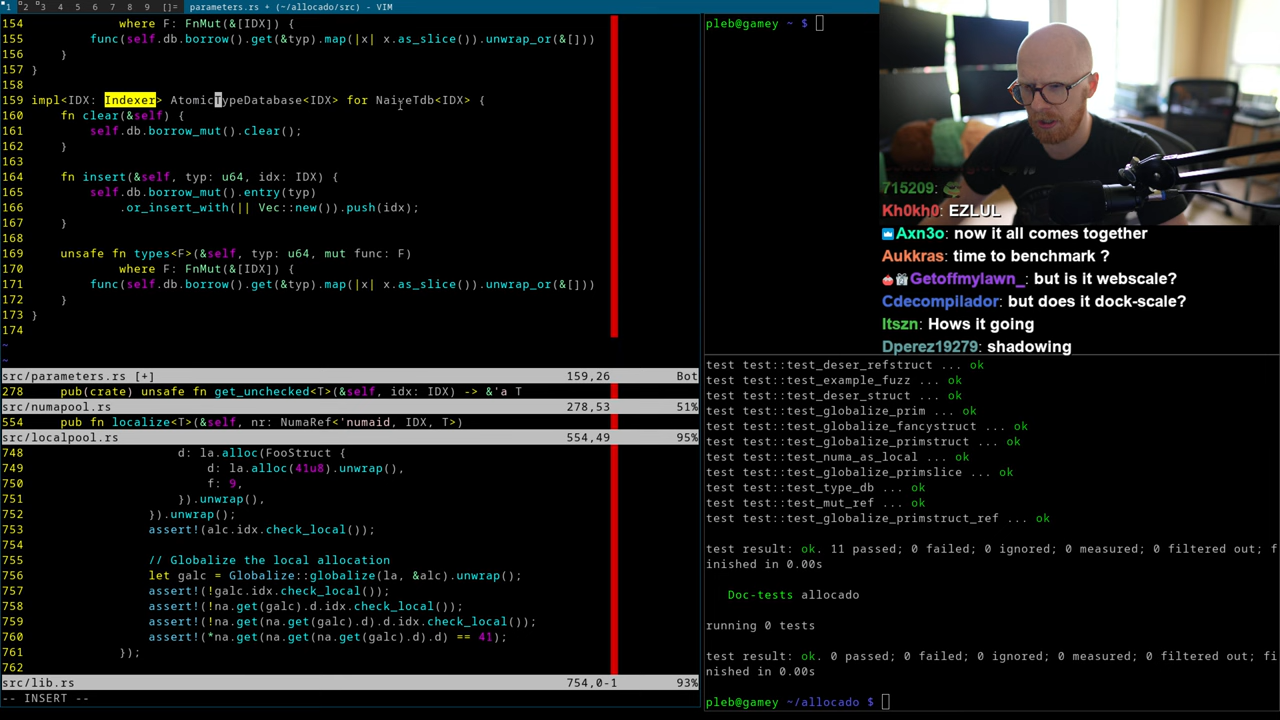 1 2 3 4 5 6 7 8 9 []= parameters.rs + (~/allocado/src) - VIM
154         where F: FnMut(&[IDX]) {
155         func(self.db.borrow().get(&typ).map(|x| x.as_slice()).unwrap_or(&[]))
156     }
157 }
158
159 impl<IDX: Indexer> AtomicTypeDatabase<IDX> for NaiveTdb<IDX> {
160     fn clear(&self) {
161         self.db.borrow_mut().clear();
162     }
163
164     fn insert(&self, typ: u64, idx: IDX) {
165         self.db.borrow_mut().entry(typ)
166             .or_insert_with(|| Vec::new()).push(idx);
167     }
168
169     unsafe fn types<F>(&self, typ: u64, mut func: F)
170             where F: FnMut(&[IDX]) {
171         func(self.db.borrow().get(&typ).map(|x| x.as_slice()).unwrap_or(&[]))
172     }
173 }
174
~
~
src/parameters.rs [+] 159,26 Bot
278     pub(crate) unsafe fn get_unchecked<T>(&self, idx: IDX) -> &'a T
src/numapool.rs 278,53 51%
554     pub fn localize<T>(&self, nr: NumaRef<'numaid, IDX, T>)
src/localpool.rs 554,49 95%
748                     d: la.alloc(FooStruct {
749                         d: la.alloc(41u8).unwrap(),
750                         f: 9,
751                     }).unwrap(),
752                 }).unwrap();
753                 assert!(alc.idx.check_local());
754
755                 // Globalize the local allocation
756                 let galc = Globalize::globalize(la, &alc).unwrap();
757                 assert!(!galc.idx.check_local());
758                 assert!(!na.get(galc).d.idx.check_local());
759                 assert!(!na.get(na.get(galc).d).d.idx.check_local());
760                 assert!(*na.get(na.get(na.get(galc).d).d) == 41);
761             });
762
src/lib.rs 754,0-1 93%
-- INSERT --
pleb@gamey ~ $
test test::test_deser_refstruct ... ok
test test::test_example_fuzz ... ok
test test::test_deser_struct ... ok
test test::test_globalize_prim ... ok
test test::test_globalize_fancystruct ... ok
test test::test_globalize_primstruct ... ok
test test::test_numa_as_local ... ok
test test::test_globalize_primslice ... ok
test test::test_type_db ... ok
test test::test_mut_ref ... ok
test test::test_globalize_primstruct_ref ... ok

test result: ok. 11 passed; 0 failed; 0 ignored; 0 measured; 0 filtered out; f
inished in 0.00s

   Doc-tests allocado

running 0 tests

test result: ok. 0 passed; 0 failed; 0 ignored; 0 measured; 0 filtered out; f
inished in 0.00s

pleb@gamey ~/allocado $
715209:
Kh0kh0: EZLUL
Axn3o: now it all comes together
Aukkras: time to benchmark ?
Getoffmylawn_: but is it webscale?
Cdecompilador: but does it dock-scale?
Itszn: Hows it going
Dperez19279: shadowing